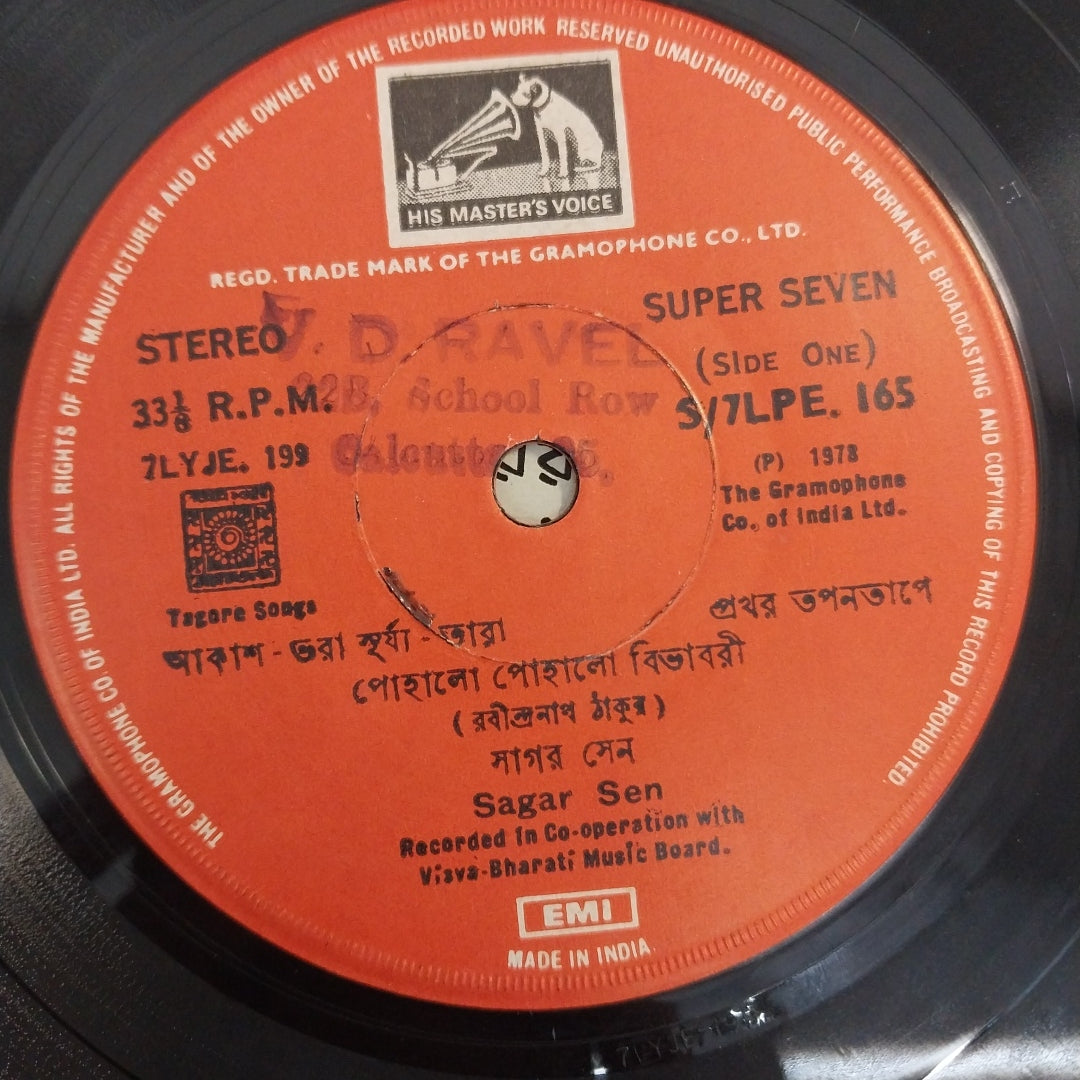 THE GRAMOPHONE CO. OF INDIA LTD. ALL RIGHTS OF THE MANUFACTURER AND OF THE OWNER OF THE RECORDED WORK RESERVED UNAUTHORISED PUBLIC PERFORMANCE BROADCASTING AND COPYING OF THIS RECORD PROHIBITED.
HIS MASTER'S VOICE
REGD. TRADE MARK OF THE GRAMOPHONE CO., LTD.
SUPER SEVEN
STEREO
(SIDE ONE)
33⅓ R.P.M.
S/7LPE. 165
7LYJE. 199
(P) 1978
The Gramophone
Co., of India Ltd.
D. RAVEL
22B, School Row
Calcutta
Tagore Songs
আকাশ - ভরা সূর্য্য - তারা
প্রখর তপনতাপে
পোহালো পোহালো বিভাবরী
(রবীন্দ্রনাথ ঠাকুর)
সাগর সেন
Sagar Sen
Recorded in Co-operation with
Visva-Bharati Music Board.
EMI
MADE IN INDIA